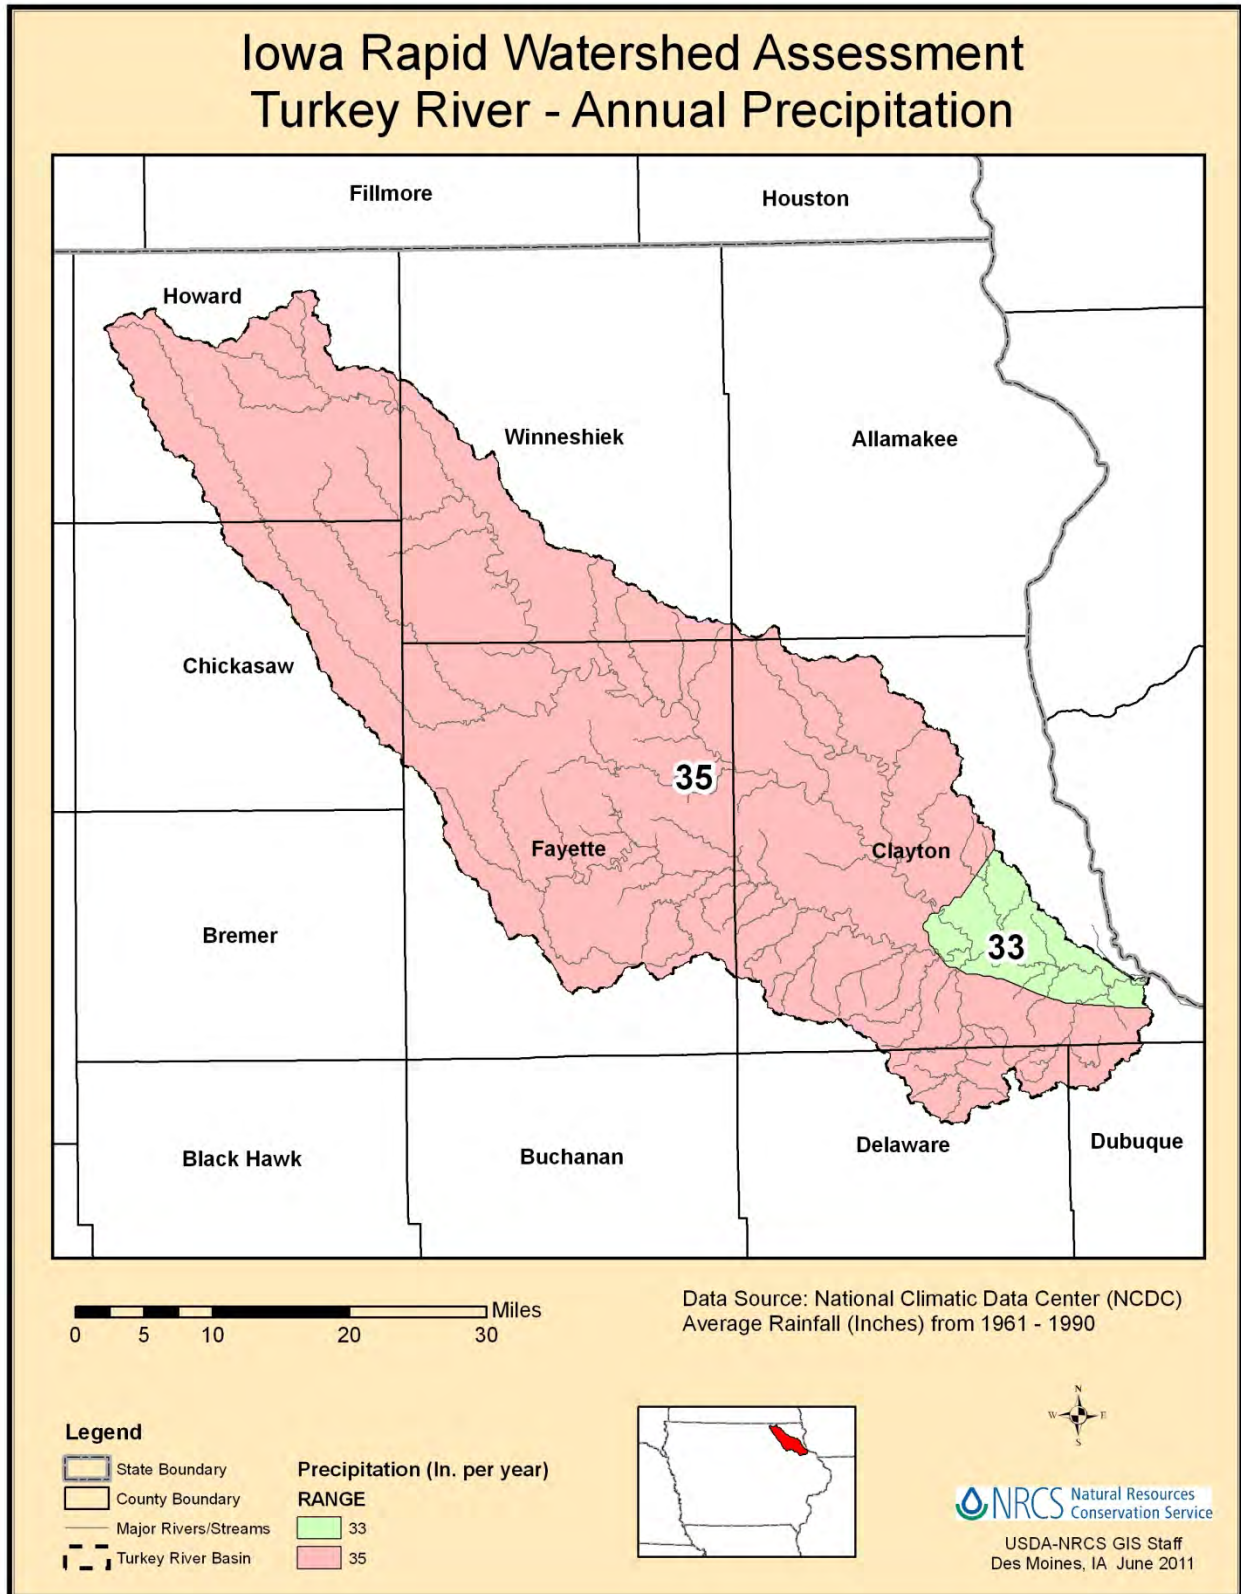 Iowa Rapid Watershed Assessment
Turkey River - Annual Precipitation
Fillmore
Houston
Howard
Winneshiek
Allamakee
Chickasaw
35
Fayette
Clayton
Bremer
33
Black Hawk
Buchanan
Delaware
Dubuque
Miles
0 5 10 20 30
Data Source: National Climatic Data Center (NCDC)
Average Rainfall (Inches) from 1961 - 1990
N
W E
S
Legend
State Boundary
County Boundary
Major Rivers/Streams
Turkey River Basin
Precipitation (In. per year)
RANGE
33
35
NRCS Natural Resources
Conservation Service
USDA-NRCS GIS Staff
Des Moines, IA June 2011